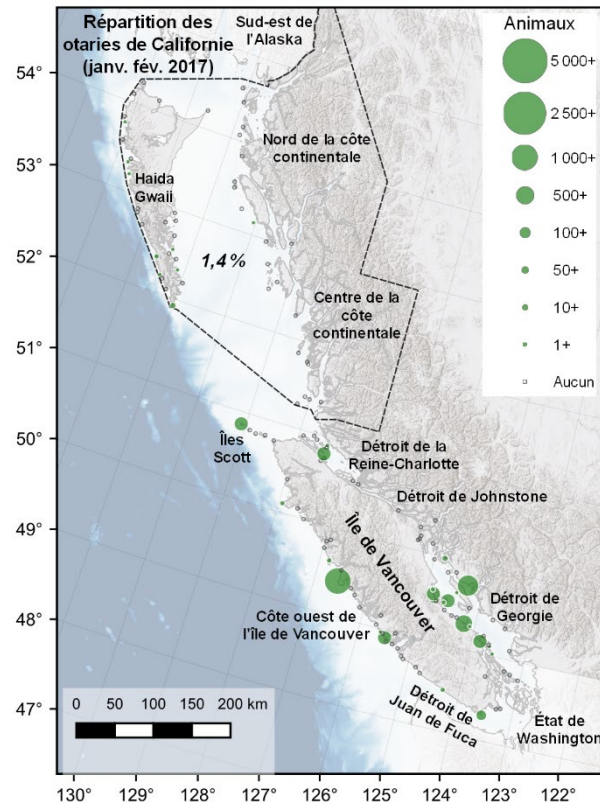 Répartition des
otaries de Californie
(janv. fév. 2017)
Sud-est de
l'Alaska
Animaux
5 000+
2 500+
1 000+
500+
100+
50+
10+
1+
Aucun
Nord de la côte
continentale
Haida
Gwaii
1,4 %
Centre de la
côte
continentale
Îles
Scott
Détroit de la
Reine-Charlotte
Détroit de Johnstone
Île de Vancouver
Détroit de
Georgie
Côte ouest de
l'île de Vancouver
Détroit de
Juan de Fuca
État de
Washington
0 50 100 150 200 km
54°
53°
52°
51°
50°
49°
48°
47°
130° 129° 128° 127° 126° 125° 124° 123° 122°